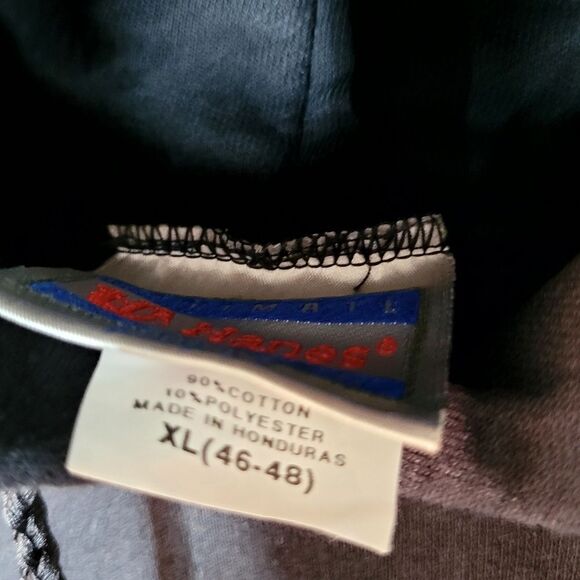 Hanes®
90% COTTON
10% POLYESTER
MADE IN HONDURAS
XL (46-48)